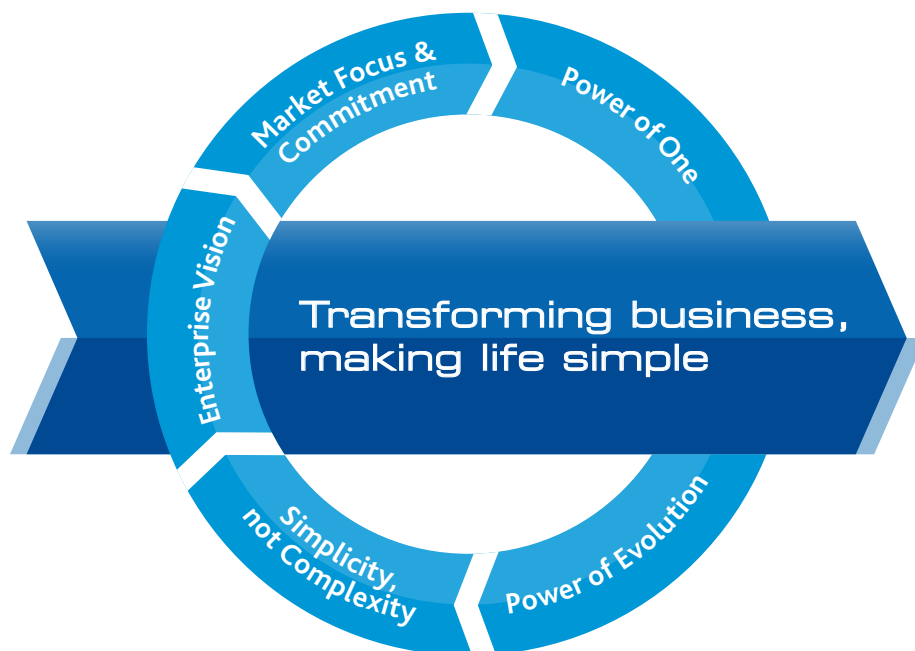 Market Focus &
Commitment
Power of One
Enterprise Vision
Transforming business,
making life simple
Simplicity,
not Complexity
Power of Evolution